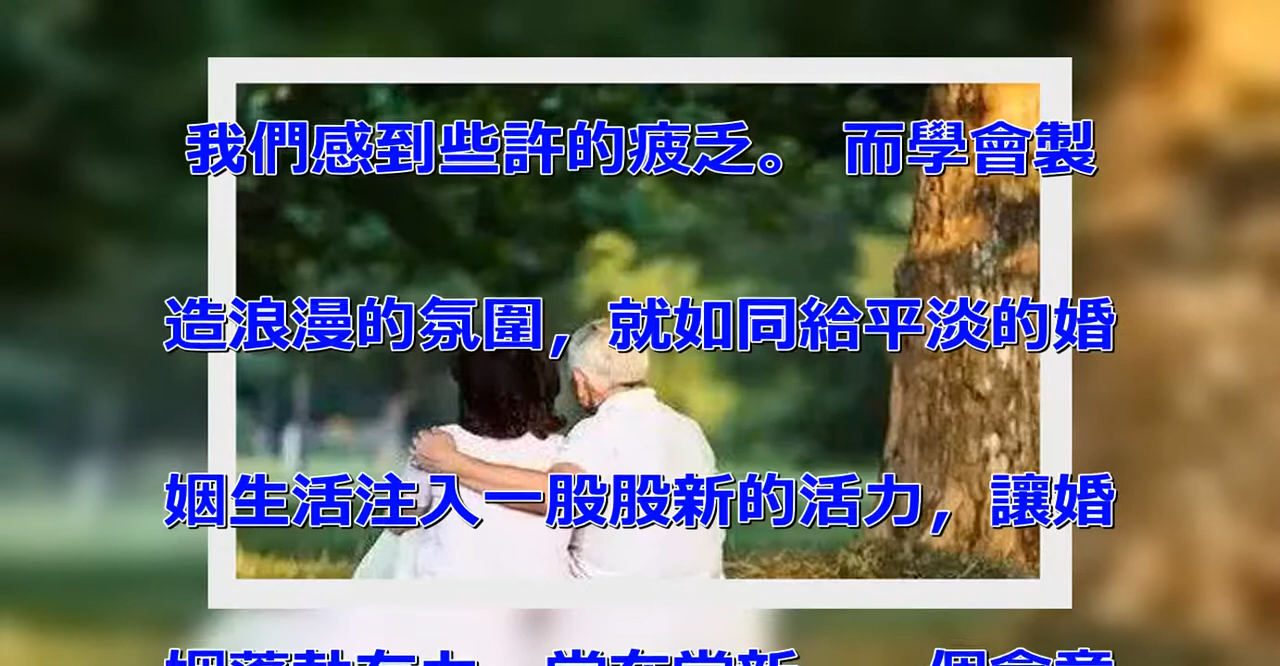 我們感到些許的疲乏。 而學會製
造浪漫的氛圍，就如同給平淡的婚
姻生活注入一股股新的活力，讓婚